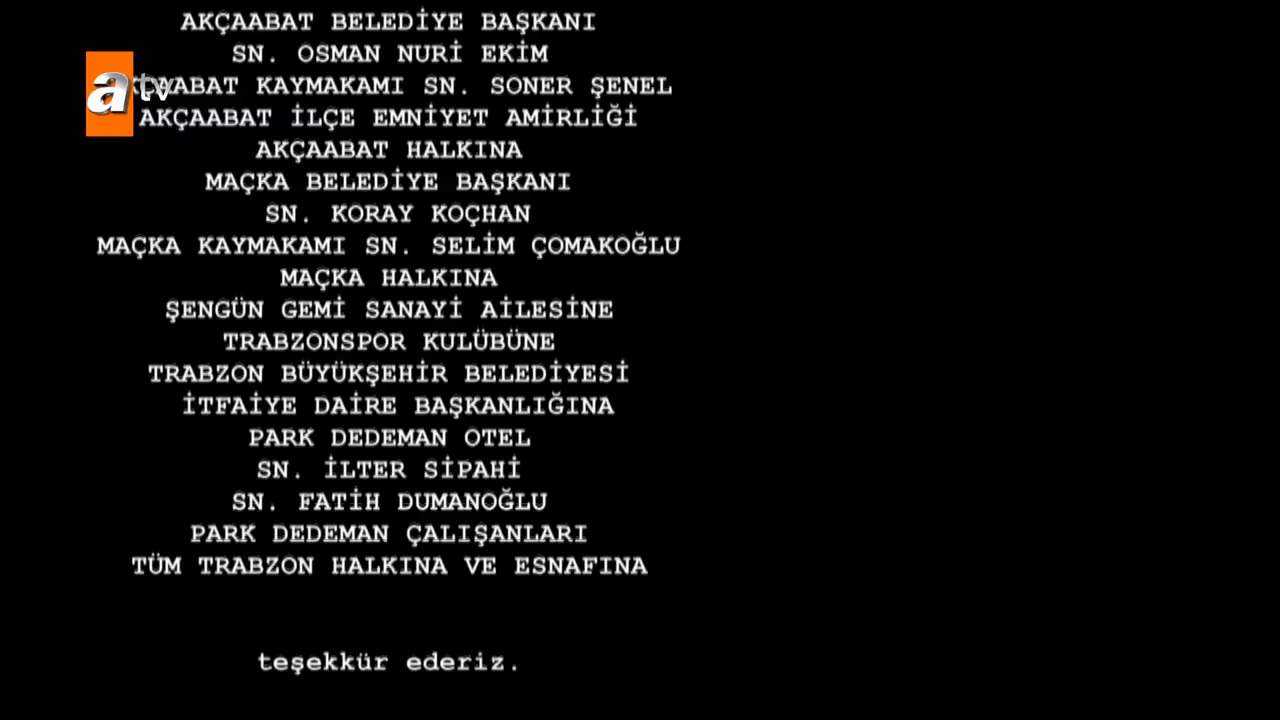 AKÇAABAT BELEDİYE BAŞKANI
SN. OSMAN NURİ EKİM
atv
AKÇAABAT KAYMAKAMI SN. SONER ŞENEL
AKÇAABAT İLÇE EMNİYET AMİRLİĞİ
AKÇAABAT HALKINA
MAÇKA BELEDİYE BAŞKANI
SN. KORAY KOÇHAN
MAÇKA KAYMAKAMI SN. SELİM ÇOMAKOĞLU
MAÇKA HALKINA
ŞENGÜN GEMİ SANAYİ AİLESİNE
TRABZONSPOR KULÜBÜNE
TRABZON BÜYÜKŞEHİR BELEDİYESİ
İTFAİYE DAİRE BAŞKANLIĞINA
PARK DEDEMAN OTEL
SN. İLTER SİPAHİ
SN. FATİH DUMANOĞLU
PARK DEDEMAN ÇALIŞANLARI
TÜM TRABZON HALKINA VE ESNAFINA
teşekkür ederiz.